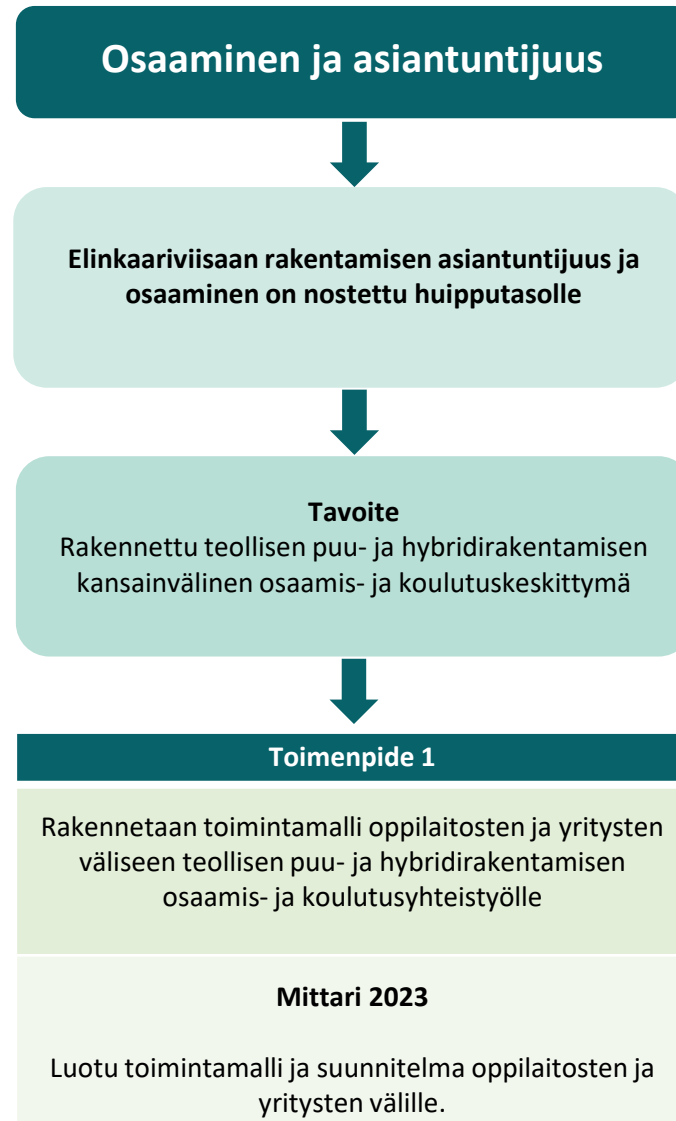 Osaaminen ja asiantuntijuus
Elinkaariviisaan rakentamisen asiantuntijuus ja
osaaminen on nostettu huipputasolle
Tavoite
Rakennettu teollisen puu- ja hybridirakentamisen
kansainvälinen osaamis- ja koulutuskeskittymä
Toimenpide 1
Rakennetaan toimintamalli oppilaitosten ja yritysten
väliseen teollisen puu- ja hybridirakentamisen
osaamis- ja koulutusyhteistyölle
Mittari 2023
Luotu toimintamalli ja suunnitelma oppilaitosten ja
yritysten välille.